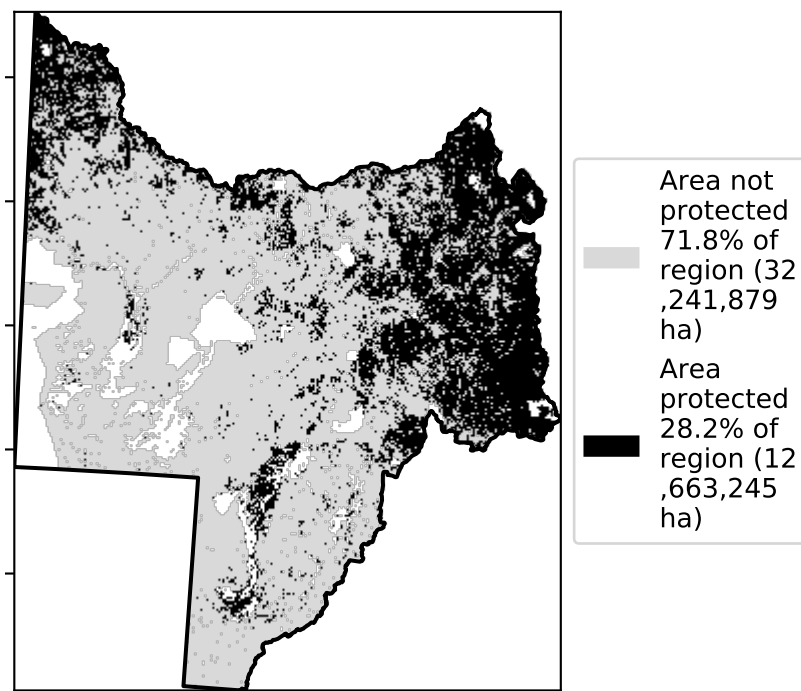 Area not
protected
71.8% of
region (32
,241,879
ha)
Area
protected
28.2% of
region (12
,663,245
ha)